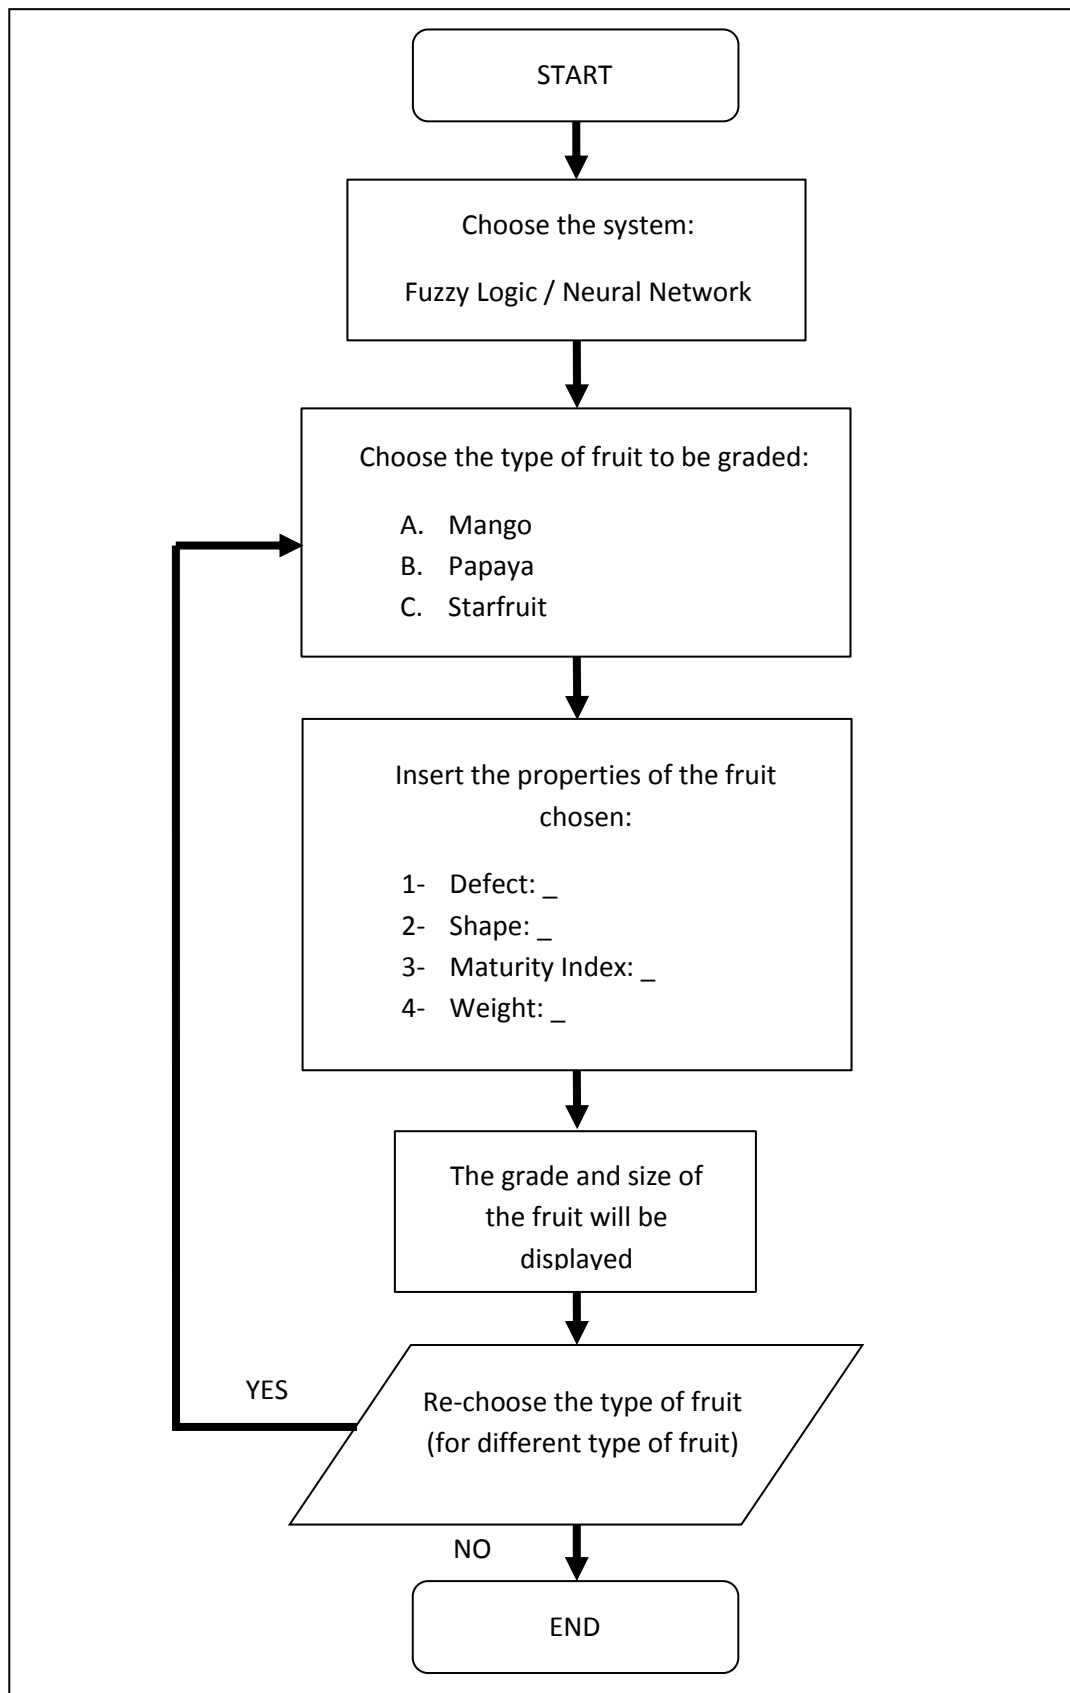 START
Choose the system:
Fuzzy Logic / Neural Network
Choose the type of fruit to be graded:
A. Mango
B. Papaya
C. Starfruit
Insert the properties of the fruit
chosen:
1- Defect: _
2- Shape: _
3- Maturity Index: _
4- Weight: _
The grade and size of
the fruit will be
displayed
YES
Re-choose the type of fruit
(for different type of fruit)
NO
END